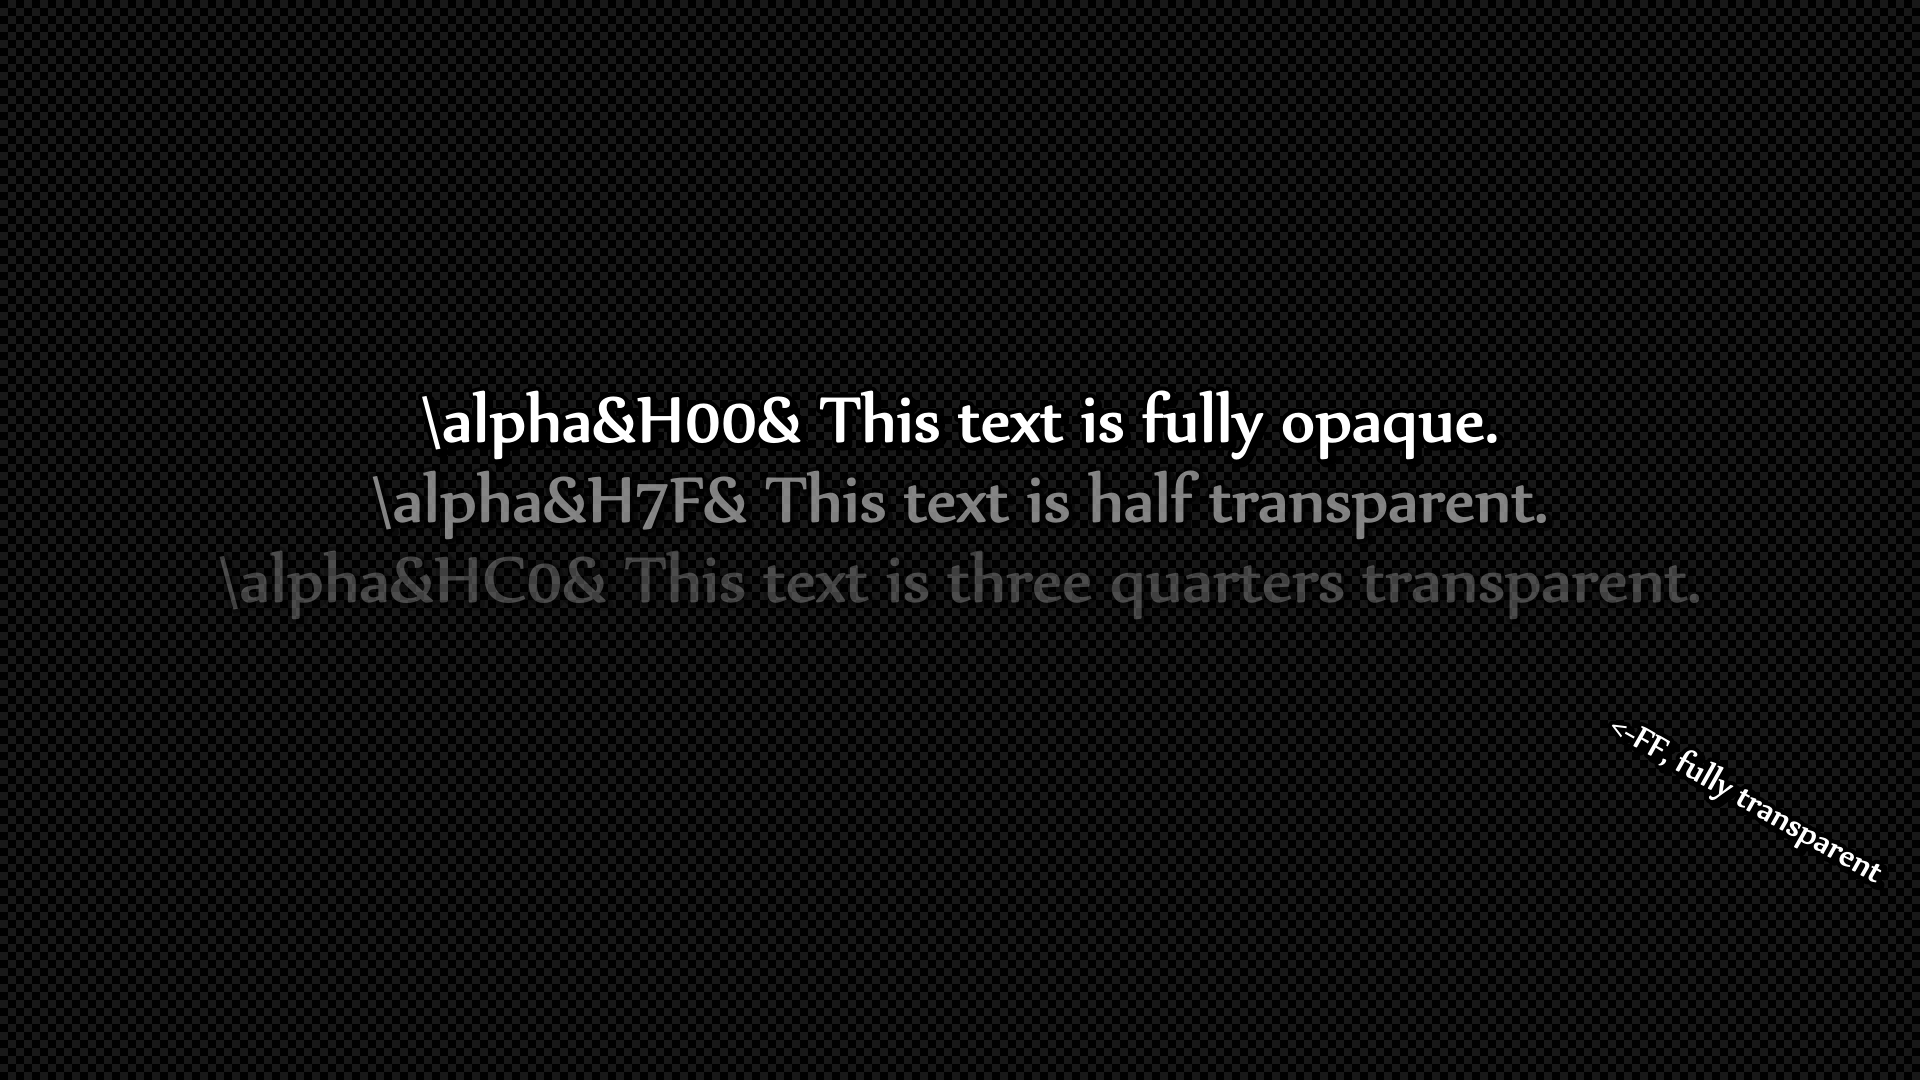 \alpha&H00& This text is fully opaque.
\alpha&H7F& This text is half transparent.
\alpha&HC0& This text is three quarters transparent.
<-FF, fully transparent